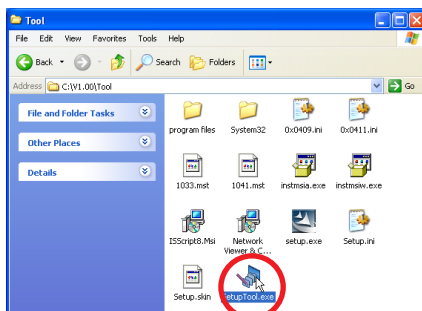 Tool
File Edit View Favorites Tools Help
Back Search Folders
Address C:\V1.00\Tool Go
File and Folder Tasks
Other Places
Details
program files System32 0x0409.ini 0x0411.ini
1033.mst 1041.mst instmsia.exe instmsiw.exe
ISScript8.Msi Network Viewer & C... setup.exe Setup.ini
Setup.skin SetupTool.exe